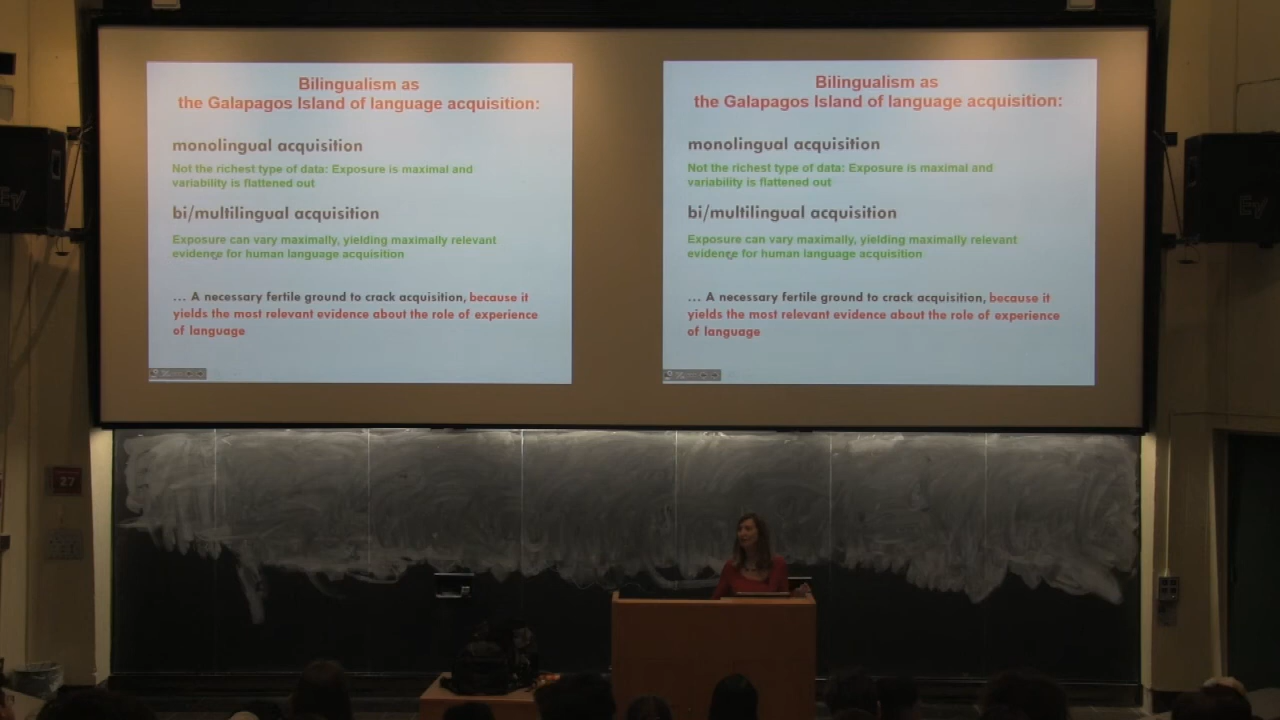 Bilingualism as
the Galapagos Island of language acquisition:
monolingual acquisition
Not the richest type of data: Exposure is maximal and
variability is flattened out
bi/multilingual acquisition
Exposure can vary maximally, yielding maximally relevant
evidence for human language acquisition
... A necessary fertile ground to crack acquisition, because it
yields the most relevant evidence about the role of experience
of language
Bilingualism as
the Galapagos Island of language acquisition:
monolingual acquisition
Not the richest type of data: Exposure is maximal and
variability is flattened out
bi/multilingual acquisition
Exposure can vary maximally, yielding maximally relevant
evidence for human language acquisition
... A necessary fertile ground to crack acquisition, because it
yields the most relevant evidence about the role of experience
of language
EV
EV
27